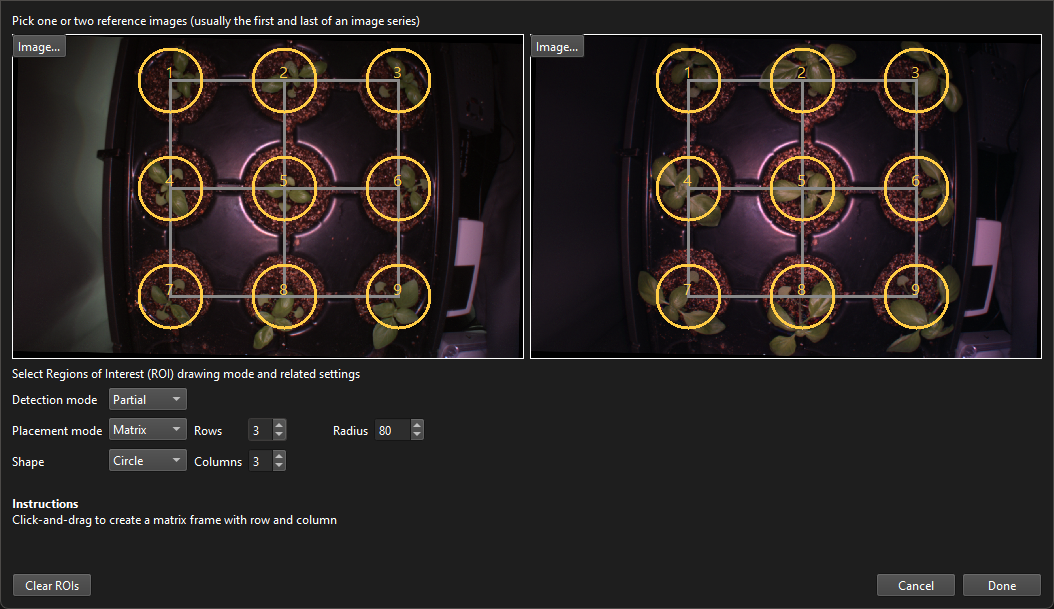 Pick one or two reference images (usually the first and last of an image series)
Image... Image...
1 2 3 1 2 3
4 5 6 4 5 6
7 8 9 7 8 9
Select Regions of Interest (ROI) drawing mode and related settings
Detection mode Partial
Placement mode Matrix Rows 3 Radius 80
Shape Circle Columns 3
Instructions
Click-and-drag to create a matrix frame with row and column
Clear ROIs Cancel Done